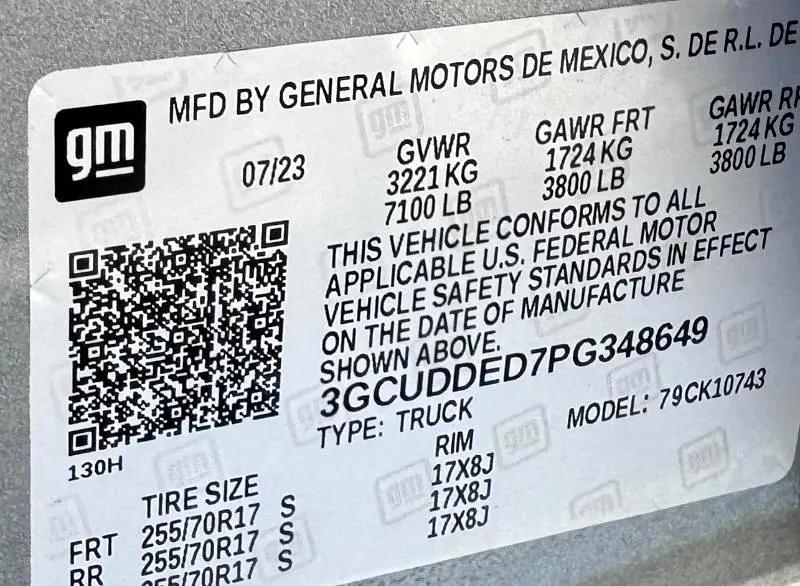 gm
MFD BY GENERAL MOTORS DE MEXICO, S. DE R.L. DE
07/23
GVWR
3221 KG
7100 LB
GAWR FRT
1724 KG
3800 LB
GAWR
1724 KG
3800 LB
THIS VEHICLE CONFORMS TO ALL
APPLICABLE U.S. FEDERAL MOTOR
VEHICLE SAFETY STANDARDS IN EFFECT
ON THE DATE OF MANUFACTURE
SHOWN ABOVE.
3GCUDDED7PG348649
TYPE: TRUCK
MODEL: 79CK10743
130H
TIRE SIZE
RIM
FRT 255/70R17 S 17X8J
RR 255/70R17 S 17X8J
255/70R17 S 17X8J